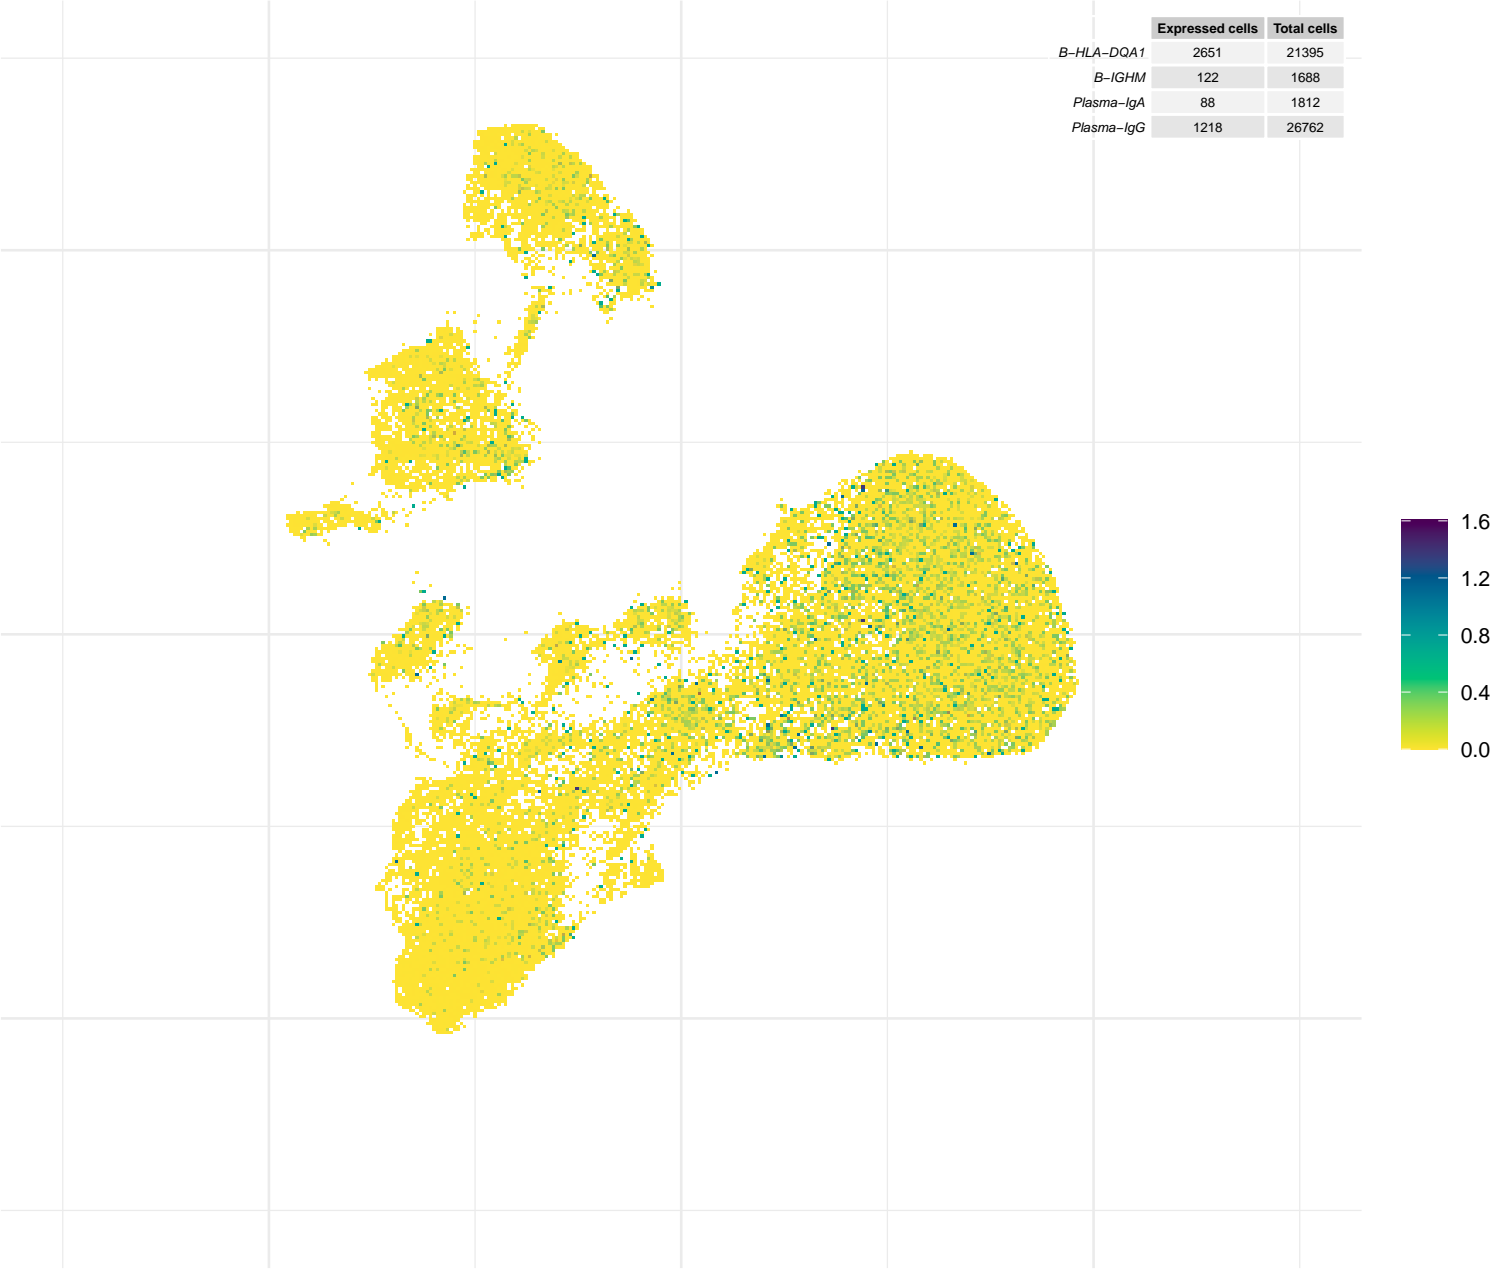 Expressed cells Total cells
B−HLA−DQA1 2651 21395
B−IGHM 122 1688
Plasma−IgA 88 1812
Plasma−IgG 1218 26762
1.6
1.2
0.8
0.4
0.0